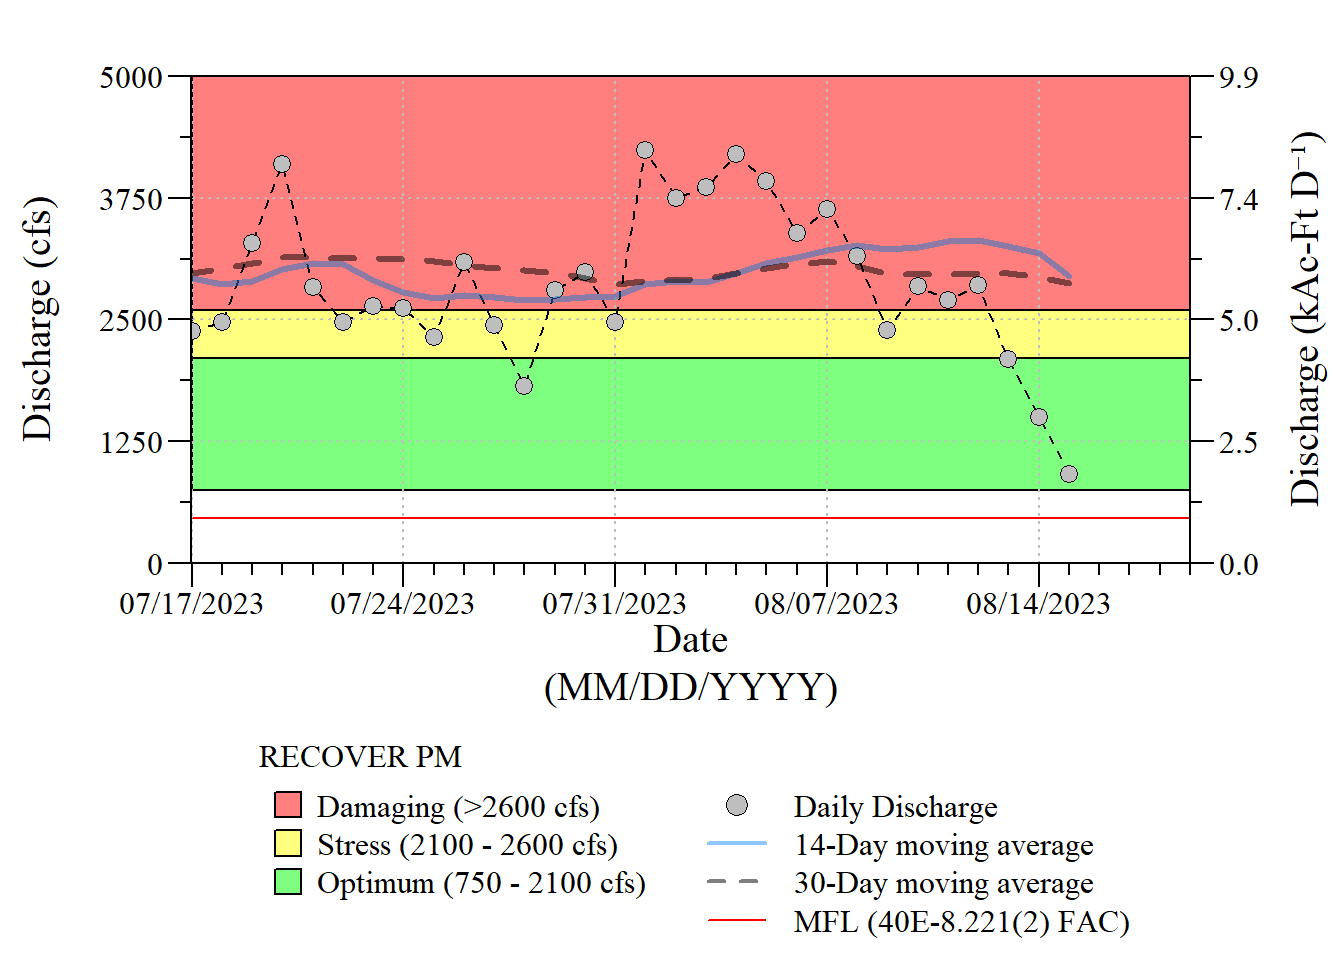 5000
3750
2500
1250
0
Discharge (cfs)
9.9
7.4
5.0
2.5
0.0
Discharge (kAc-Ft D⁻¹)
07/17/2023
07/24/2023
07/31/2023
08/07/2023
08/14/2023
Date
(MM/DD/YYYY)
RECOVER PM
Damaging (>2600 cfs)
Stress (2100 - 2600 cfs)
Optimum (750 - 2100 cfs)
Daily Discharge
14-Day moving average
30-Day moving average
MFL (40E-8.221(2) FAC)